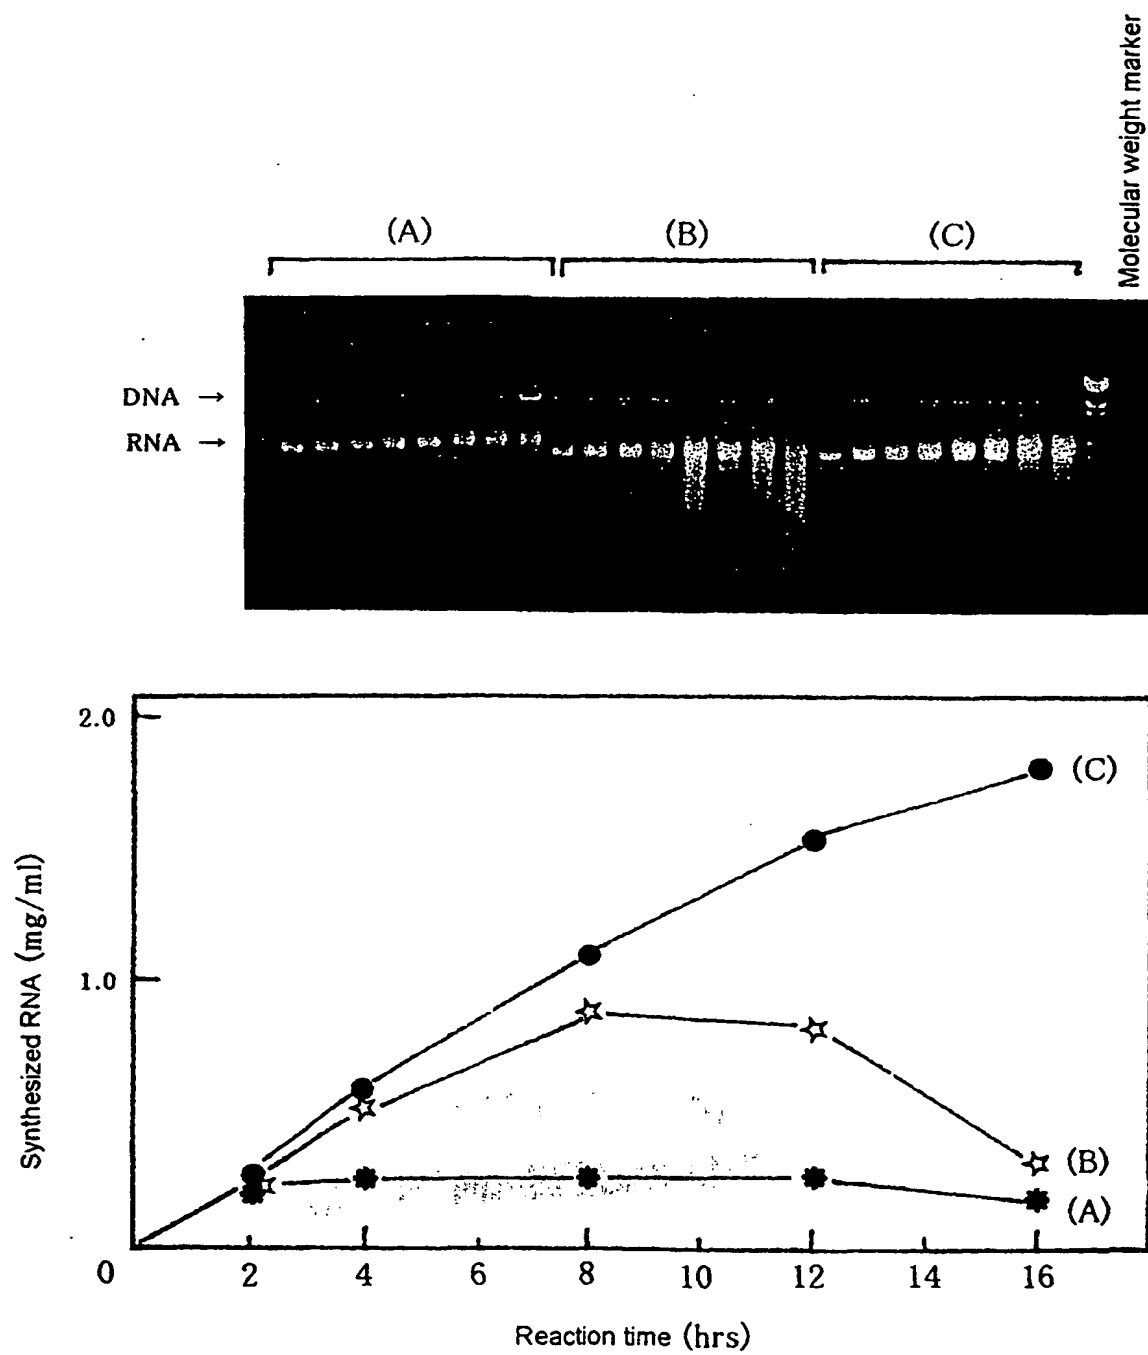 Molecular weight marker
(A) (B) (C)
DNA →
RNA →
2.0
1.0
0 2 4 6 8 10 12 14 16
Synthesized RNA (mg/ml)
(C)
(B)
(A)
Reaction time (hrs)